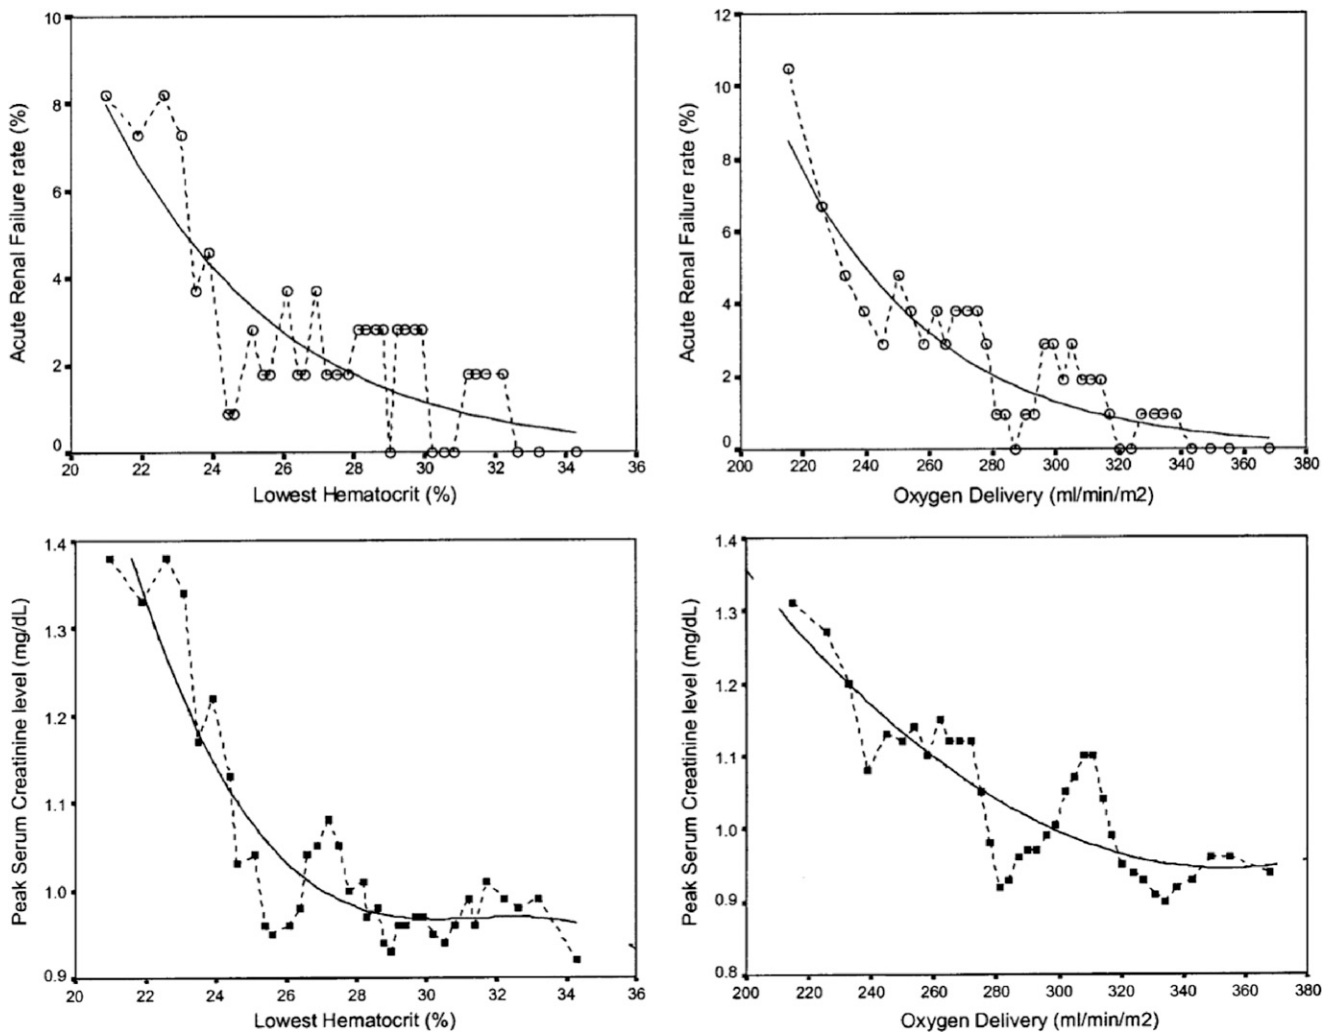 10
8
6
4
2
0
Acute Renal Failure rate (%)
20 22 24 26 28 30 32 34 36
Lowest Hematocrit (%)
12
10
8
6
4
2
0
Acute Renal Failure rate (%)
200 220 240 260 280 300 320 340 360 380
Oxygen Delivery (ml/min/m2)
1.4
1.3
1.2
1.1
1.0
0.9
Peak Serum Creatinine level (mg/dL)
20 22 24 26 28 30 32 34 36
Lowest Hematocrit (%)
1.4
1.3
1.2
1.1
1.0
0.9
0.8
Peak Serum Creatinine level (mg/dL)
200 220 240 260 280 300 320 340 360 380
Oxygen Delivery (ml/min/m2)